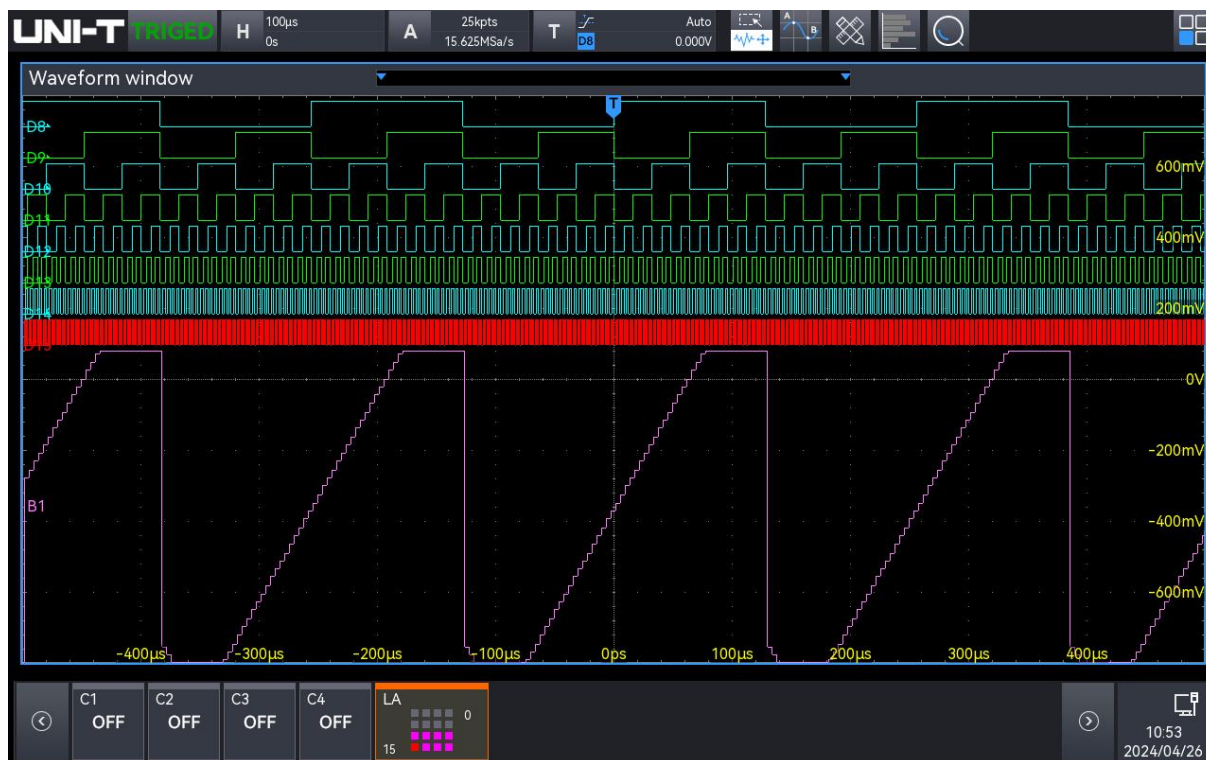 UNI-T TRIGED H 100μs 0s A 25kpts 15.625MSa/s T D8 Auto 0.000V A B
Waveform window
T
D8
D9
600mV
D10
D11
400mV
D12
D13
200mV
D14
D15
0V
-200mV
B1
-400mV
-600mV
-400μs -300μs -200μs -100μs 0ps 100μs 200μs 300μs 400μs
C1 C2 C3 C4 LA
OFF OFF OFF OFF 0
15
10:53
2024/04/26